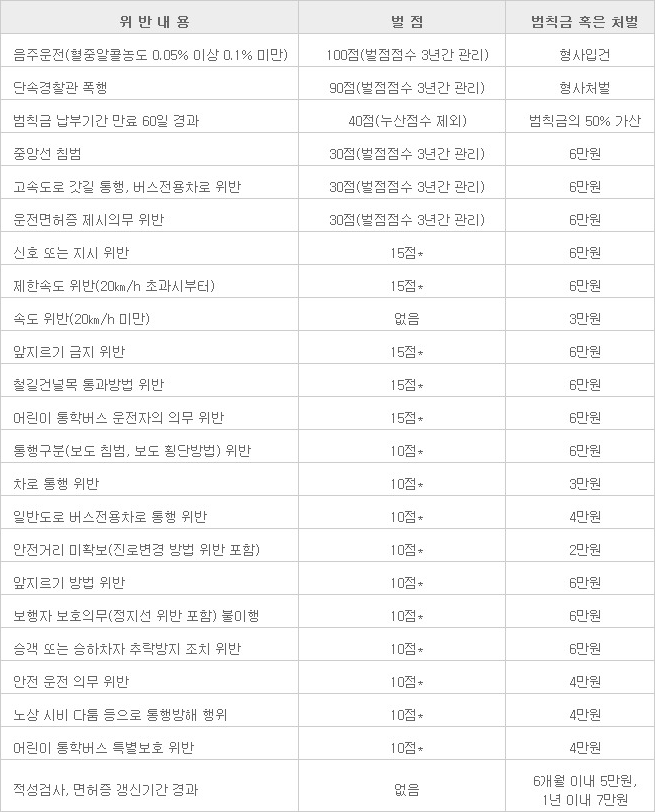 위 반 내 용 벌 점 범칙금 혹은 처벌
음주운전(혈중알콜농도 0.05% 이상 0.1% 미만) 100점(벌점점수 3년간 관리) 형사입건
단속경찰관 폭행 90점(벌점점수 3년간 관리) 형사처벌
범칙금 납부기간 만료 60일 경과 40점(누산점수 제외) 범칙금의 50% 가산
중앙선 침범 30점(벌점점수 3년간 관리) 6만원
고속도로 갓길 통행, 버스전용차로 위반 30점(벌점점수 3년간 관리) 6만원
운전면허증 제시의무 위반 30점(벌점점수 3년간 관리) 6만원
신호 또는 지시 위반 15점* 6만원
제한속도 위반(20㎞/h 초과시부터) 15점* 6만원
속도 위반(20㎞/h 미만) 없음 3만원
앞지르기 금지 위반 15점* 6만원
철길건널목 통과방법 위반 15점* 6만원
어린이 통학버스 운전자의 의무 위반 15점* 6만원
통행구분(보도 침범, 보도 횡단방법) 위반 10점* 6만원
차로 통행 위반 10점* 3만원
일반도로 버스전용차로 통행 위반 10점* 4만원
안전거리 미확보(진로변경 방법 위반 포함) 10점* 2만원
앞지르기 방법 위반 10점* 6만원
보행자 보호의무(정지선 위반 포함) 불이행 10점* 6만원
승객 또는 승하차자 추락방지 조치 위반 10점* 6만원
안전 운전 의무 위반 10점* 4만원
노상 시비 다툼 등으로 통행방해 행위 10점* 4만원
어린이 통학버스 특별보호 위반 10점* 4만원
적성검사, 면허증 갱신기간 경과 없음 6개월 이내 5만원,
1년 이내 7만원